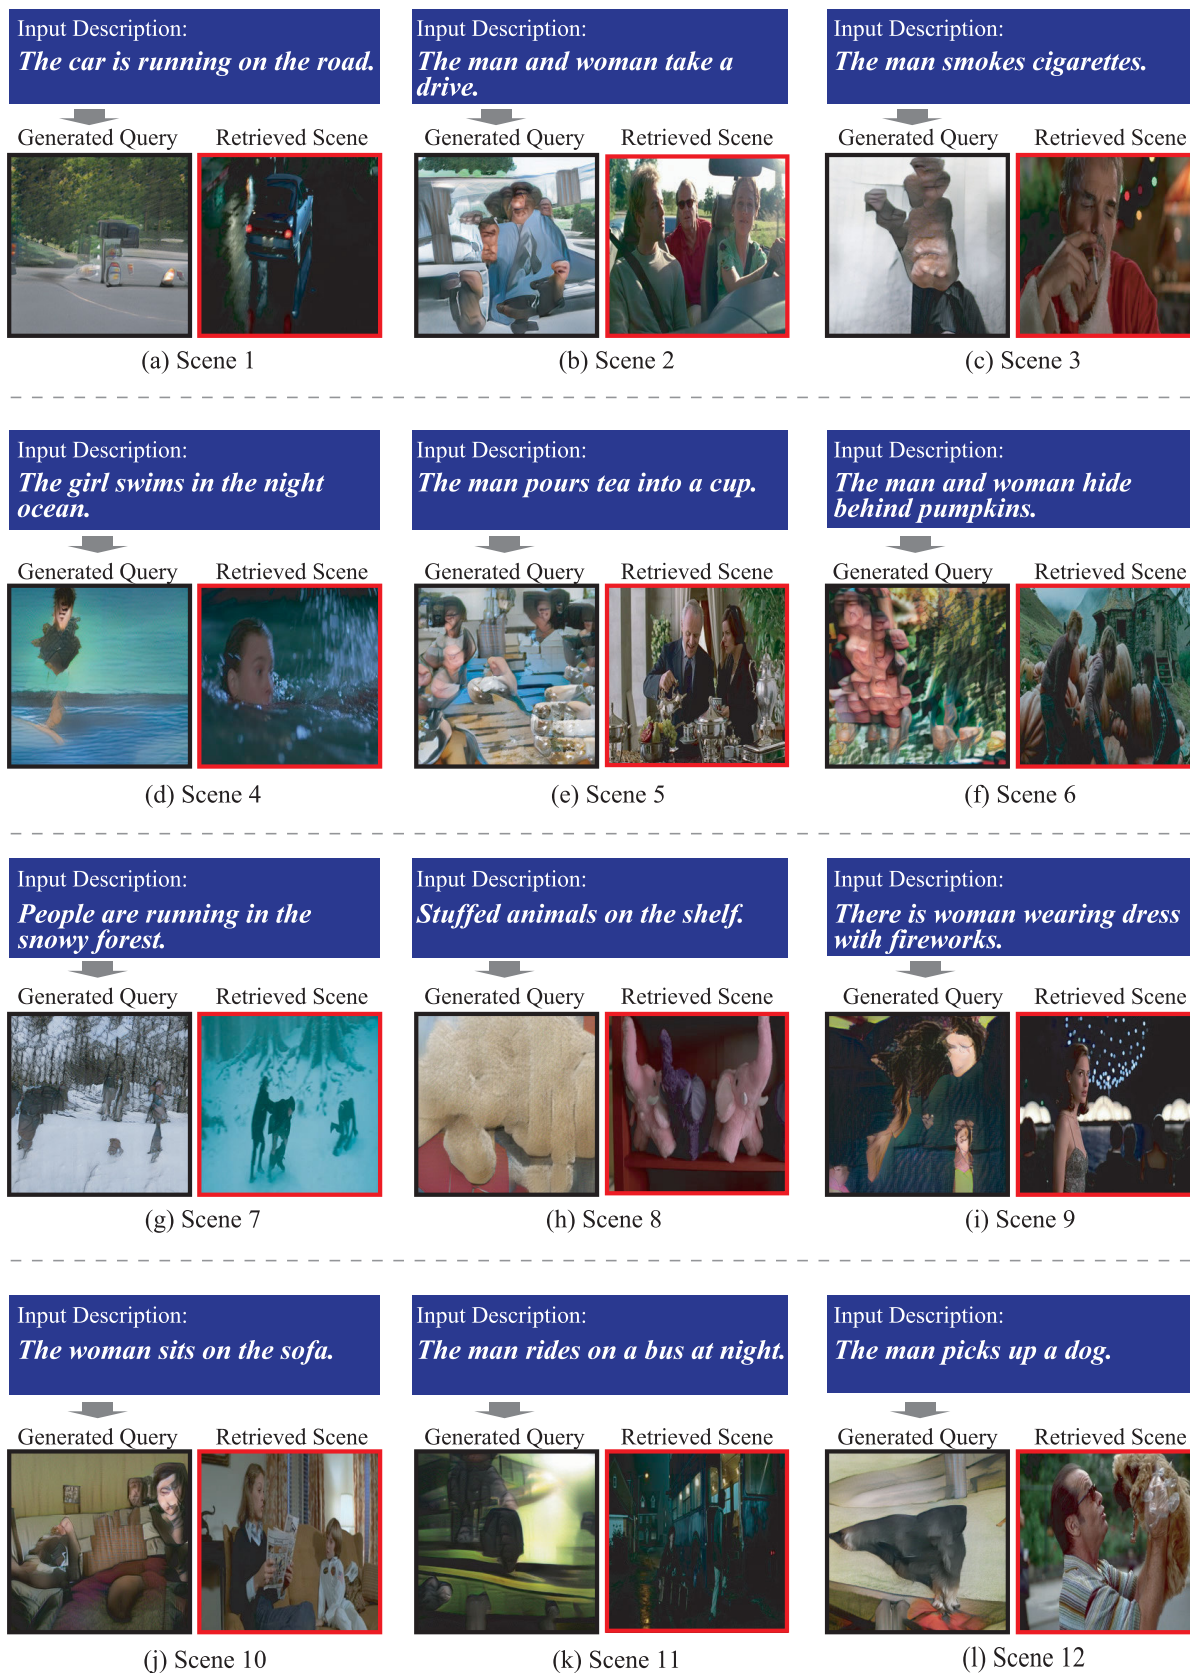 Input Description:
The car is running on the road.
Generated Query
Retrieved Scene
(a) Scene 1
Input Description:
The man and woman take a
drive.
Generated Query
Retrieved Scene
(b) Scene 2
Input Description:
The man smokes cigarettes.
Generated Query
Retrieved Scene
(c) Scene 3
Input Description:
The girl swims in the night
ocean.
Generated Query
Retrieved Scene
(d) Scene 4
Input Description:
The man pours tea into a cup.
Generated Query
Retrieved Scene
(e) Scene 5
Input Description:
The man and woman hide
behind pumpkins.
Generated Query
Retrieved Scene
(f) Scene 6
Input Description:
People are running in the
snowy forest.
Generated Query
Retrieved Scene
(g) Scene 7
Input Description:
Stuffed animals on the shelf.
Generated Query
Retrieved Scene
(h) Scene 8
Input Description:
There is woman wearing dress
with fireworks.
Generated Query
Retrieved Scene
(i) Scene 9
Input Description:
The woman sits on the sofa.
Generated Query
Retrieved Scene
(j) Scene 10
Input Description:
The man rides on a bus at night.
Generated Query
Retrieved Scene
(k) Scene 11
Input Description:
The man picks up a dog.
Generated Query
Retrieved Scene
(l) Scene 12